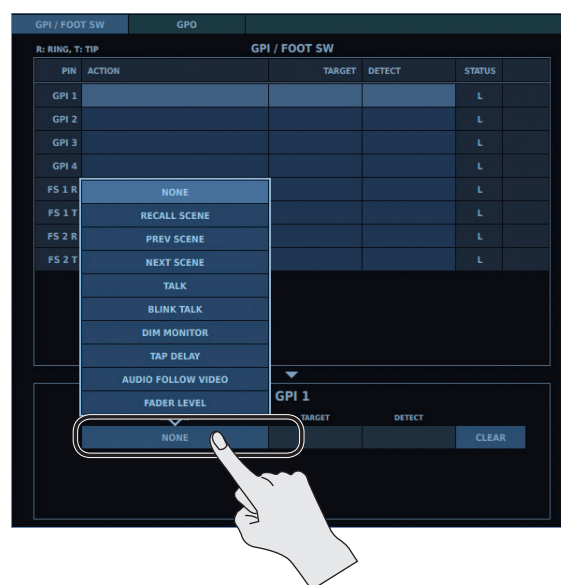 GPI / FOOT SW GPO
R: RING, T: TIP GPI / FOOT SW
PIN ACTION TARGET DETECT STATUS
GPI 1 L
GPI 2 L
GPI 3 L
GPI 4 L
FS 1 R NONE L
FS 1 T RECALL SCENE L
FS 2 R PREV SCENE L
FS 2 T NEXT SCENE L
TALK
BLINK TALK
DIM MONITOR
TAP DELAY
AUDIO FOLLOW VIDEO
GPI 1
FADER LEVEL
TARGET DETECT
NONE CLEAR